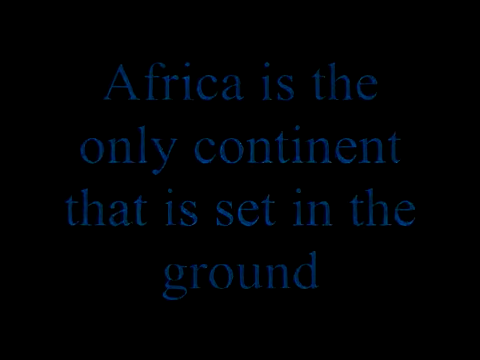 Africa is the
only continent
that is set in the
ground